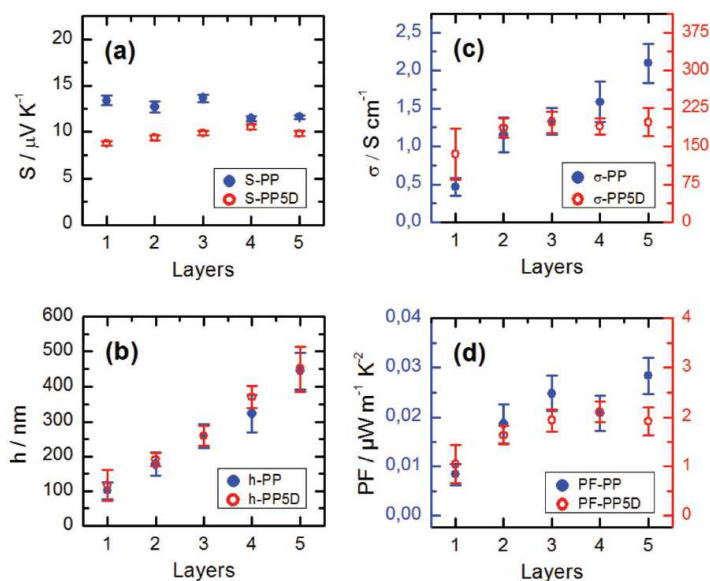 (a)
S / μV K⁻¹
25
20
15
10
5
0
S-PP
S-PP5D
1 2 3 4 5
Layers
(c)
σ / S cm⁻¹
2,5
2,0
1,5
1,0
0,5
0,0
375
300
225
150
75
0
σ-PP
σ-PP5D
1 2 3 4 5
Layers
(b)
h / nm
600
500
400
300
200
100
0
h-PP
h-PP5D
1 2 3 4 5
Layers
(d)
PF / μW m⁻¹ K⁻²
0,04
0,03
0,02
0,01
0,00
4
3
2
1
0
PF-PP
PF-PP5D
1 2 3 4 5
Layers